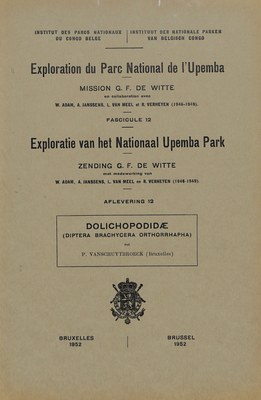 INSTITUT DES PARCS NATIONAUX
DU CONGO BELGE
INSTITUUT DER NATIONALE PARKEN
VAN BELGISCH CONGO
Exploration du Parc National de l'Upemba
MISSION G. F. DE WITTE
en collaboration avec
W. ADAM, A. JANSSENS, L. VAN MEEL et R. VERHEYEN (1946-1949).
FASCICULE 12
Exploratie van het Nationaal Upemba Park
ZENDING G. F. DE WITTE
met medewerking van
W. ADAM, A. JANSSENS, L. VAN MEEL en R. VERHEYEN (1946-1949).
AFLEVERING 12
DOLICHOPODIDÆ
(DIPTERA BRACHYCERA ORTHORRHAPHA)
PAR
P. VANSCHUYTBROECK (Bruxelles)
BRUXELLES
1952
BRUSSEL
1952